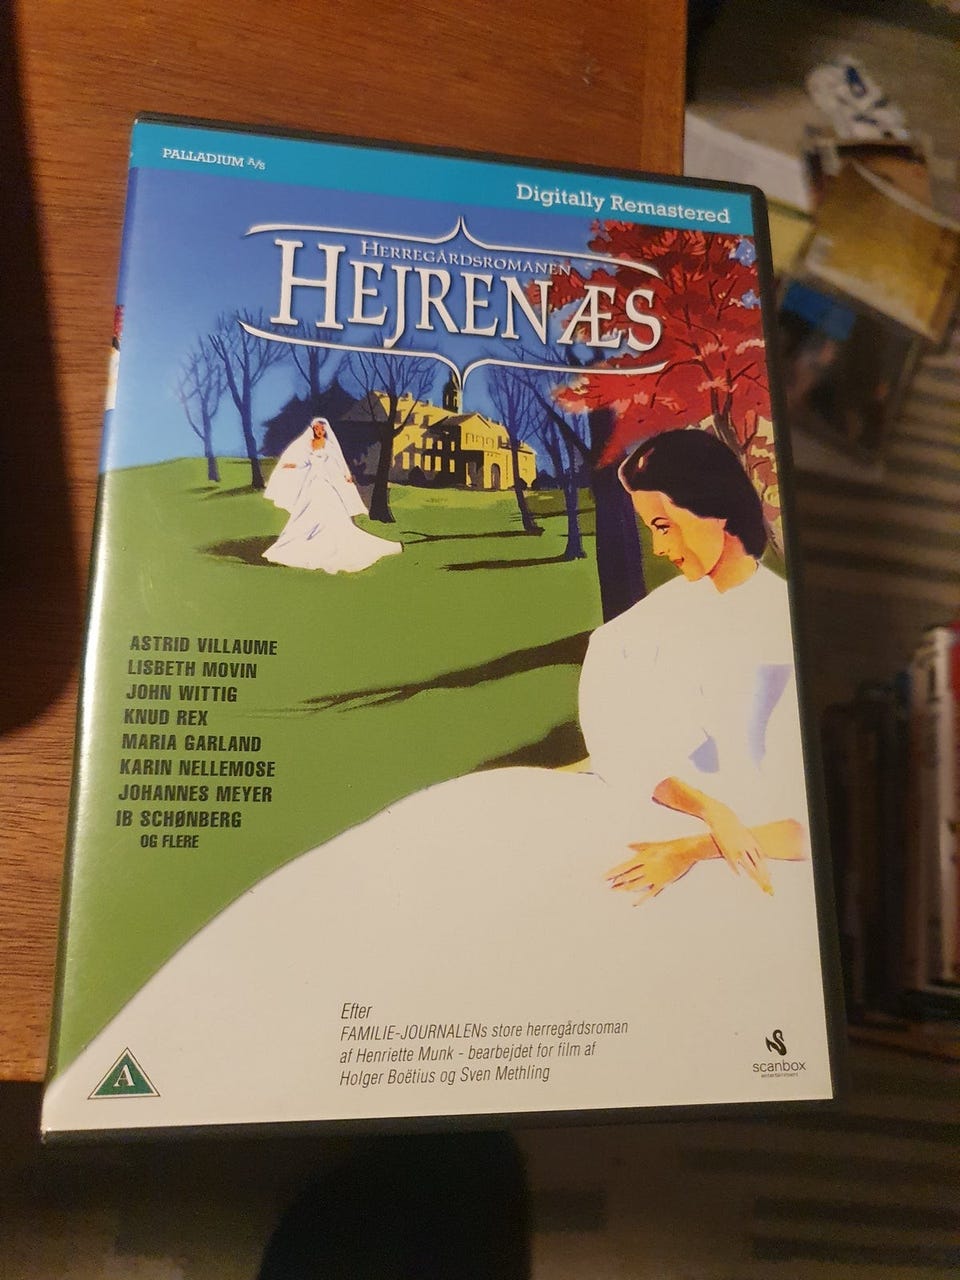 PALLADIUM A/S
Digitally Remastered
HERREGÅRDSROMANEN
HEJRENÆS
ASTRID VILLAUME
LISBETH MOVIN
JOHN WITTIG
KNUD REX
MARIA GARLAND
KARIN NELLEMOSE
JOHANNES MEYER
IB SCHØNBERG
OG FLERE
Efter
FAMILIE-JOURNALENs store herregårdsroman
af Henriette Munk - bearbejdet for film af
Holger Boëtius og Sven Methling
A
scanbox
entertainment